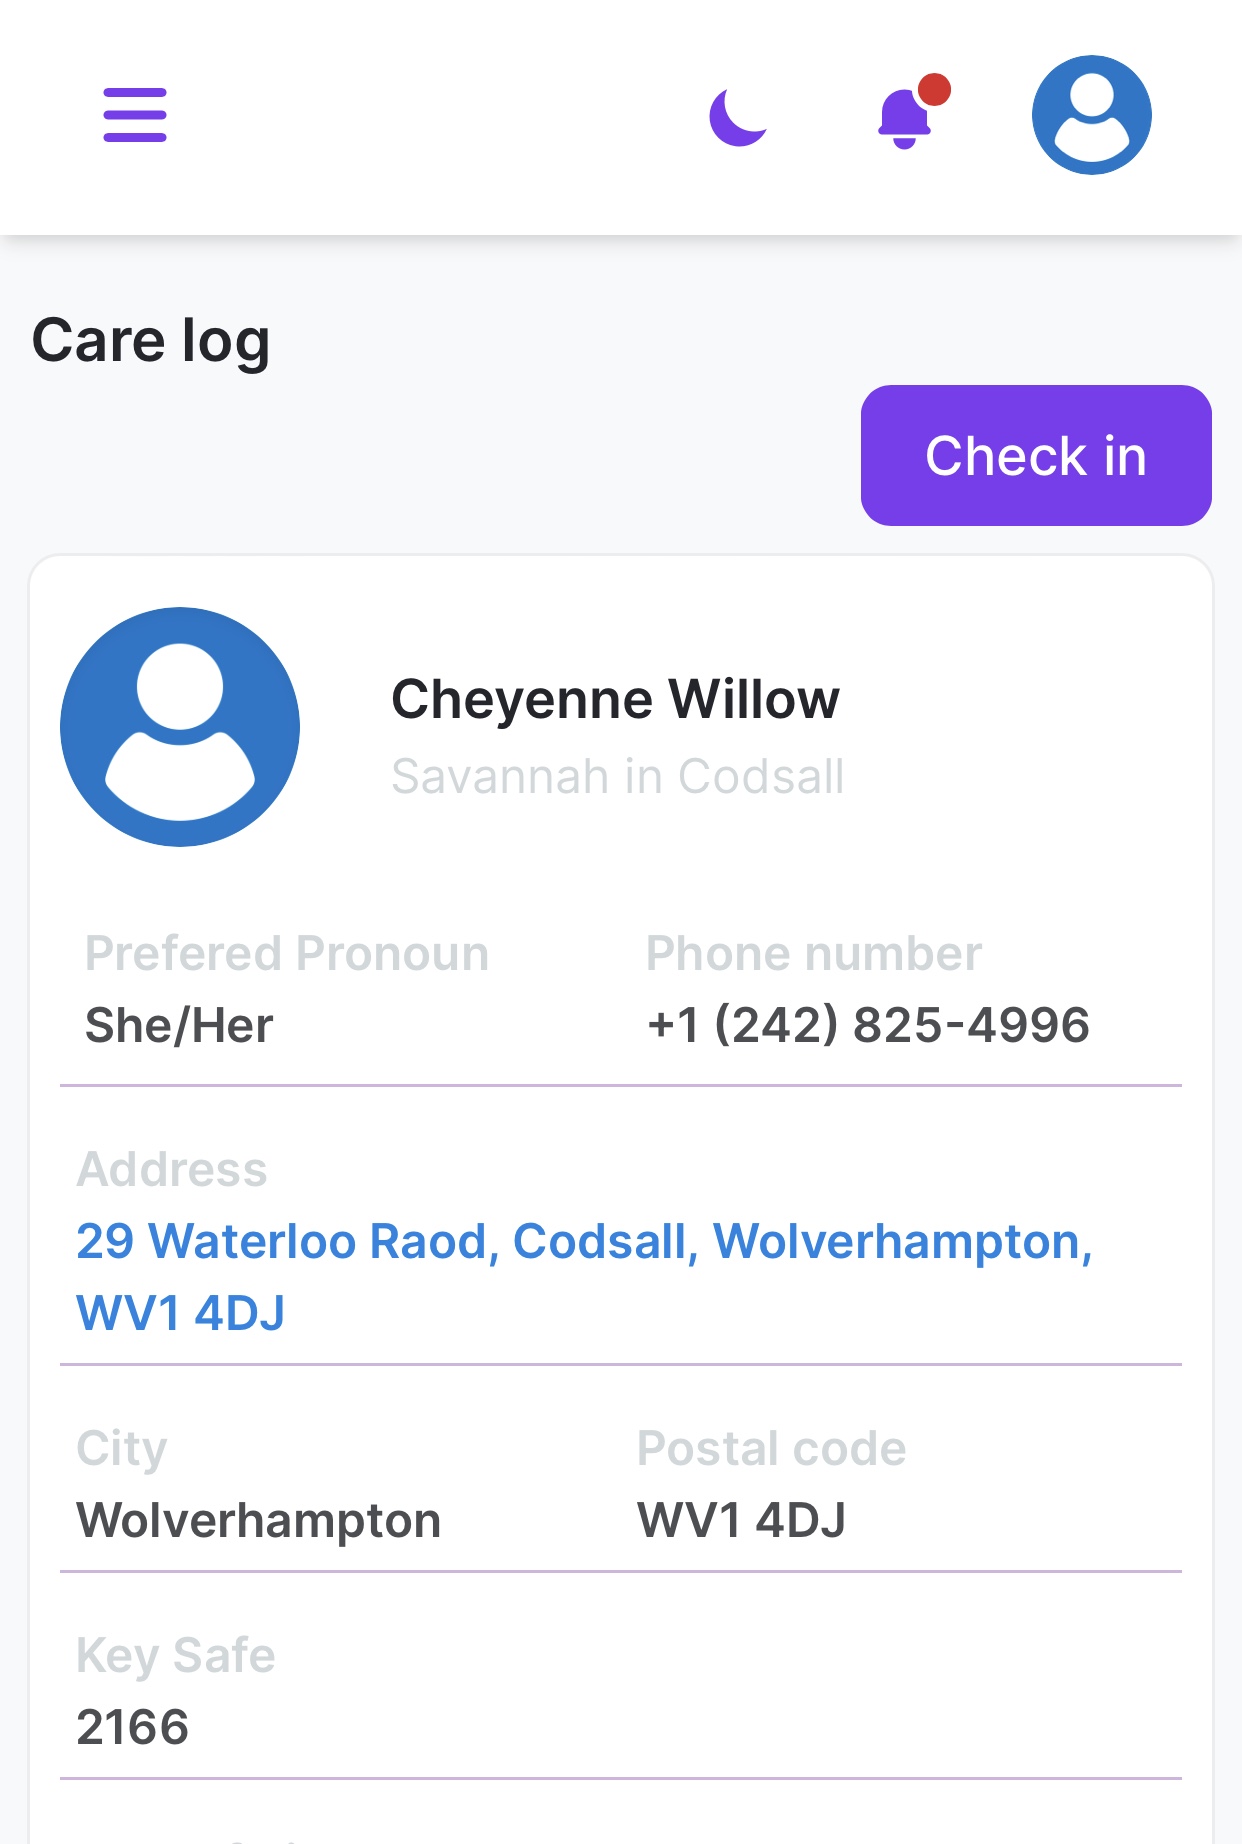 Care log
Check in
Cheyenne Willow
Savannah in Codsall
Prefered Pronoun
Phone number
She/Her
+1 (242) 825-4996
Address
29 Waterloo Raod, Codsall, Wolverhampton,
WV1 4DJ
City
Postal code
Wolverhampton
WV1 4DJ
Key Safe
2166